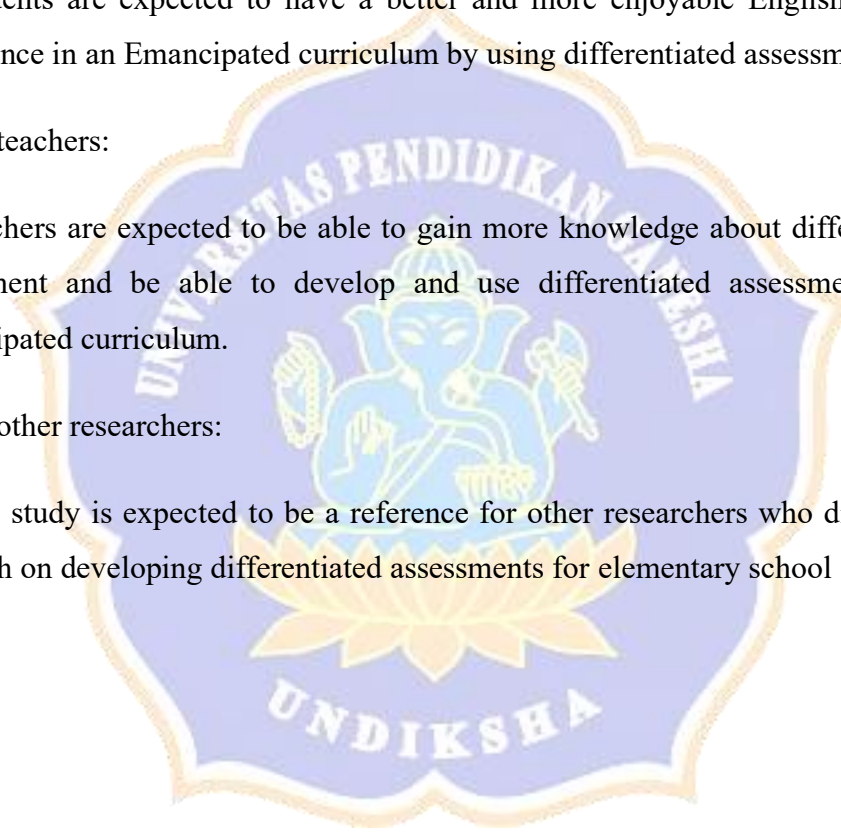 ents are expected to have a better and more enjoyable English
nce in an Emancipated curriculum by using differentiated assessm
teachers:
UNIVERSITAS PENDIDIKAN GANESHA
chers are expected to be able to gain more knowledge about diffe
ment and be able to develop and use differentiated assessme
ipated curriculum.
other researchers:
study is expected to be a reference for other researchers who d
h on developing differentiated assessments for elementary school
UNDIKSHA